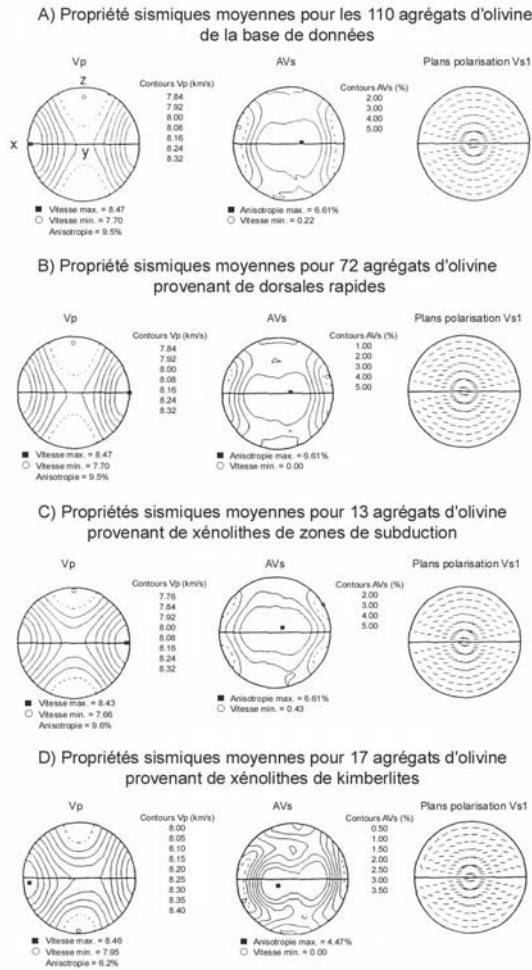 A) Propriété sismiques moyennes pour les 110 agrégats d'olivine
de la base de données
Vp
AVs
Plans polarisation Vs1
z
x
y
Contours Vp (km/s)
7.84
7.92
8.00
8.08
8.16
8.24
8.32
Contours AVs (%)
2.00
3.00
4.00
5.00
Vitesse max. = 8.47
Vitesse min. = 7.70
Anisotropie = 9.5%
Anisotropie max. = 6.61%
Vitesse min. = 0.22
B) Propriété sismiques moyennes pour 72 agrégats d'olivine
provenant de dorsales rapides
Vp
AVs
Plans polarisation Vs1
Contours Vp (km/s)
7.84
7.92
8.00
8.08
8.16
8.24
8.32
Contours AVs (%)
1.00
2.00
3.00
4.00
5.00
Vitesse max. = 8.47
Vitesse min. = 7.70
Anisotropie = 9.5%
Anisotropie max. = 6.61%
Vitesse min. = 0.00
C) Propriétés sismiques moyennes pour 13 agrégats d'olivine
provenant de xénolithes de zones de subduction
Vp
AVs
Plans polarisation Vs1
Contours Vp (km/s)
7.76
7.84
7.92
8.00
8.08
8.16
8.24
8.32
Contours AVs (%)
2.00
3.00
4.00
5.00
Vitesse max. = 8.43
Vitesse min. = 7.66
Anisotropie = 9.6%
Anisotropie max. = 6.61%
Vitesse min. = 0.43
D) Propriétés sismiques moyennes pour 17 agrégats d'olivine
provenant de xénolithes de kimberlites
Vp
AVs
Plans polarisation Vs1
Contours Vp (km/s)
8.00
8.05
8.10
8.15
8.20
8.25
8.30
8.35
8.40
Contours AVs (%)
0.50
1.00
1.50
2.00
2.50
3.00
3.50
Vitesse max. = 8.46
Vitesse min. = 7.95
Anisotropie = 6.2%
Anisotropie max. = 4.47%
Vitesse min. = 0.00